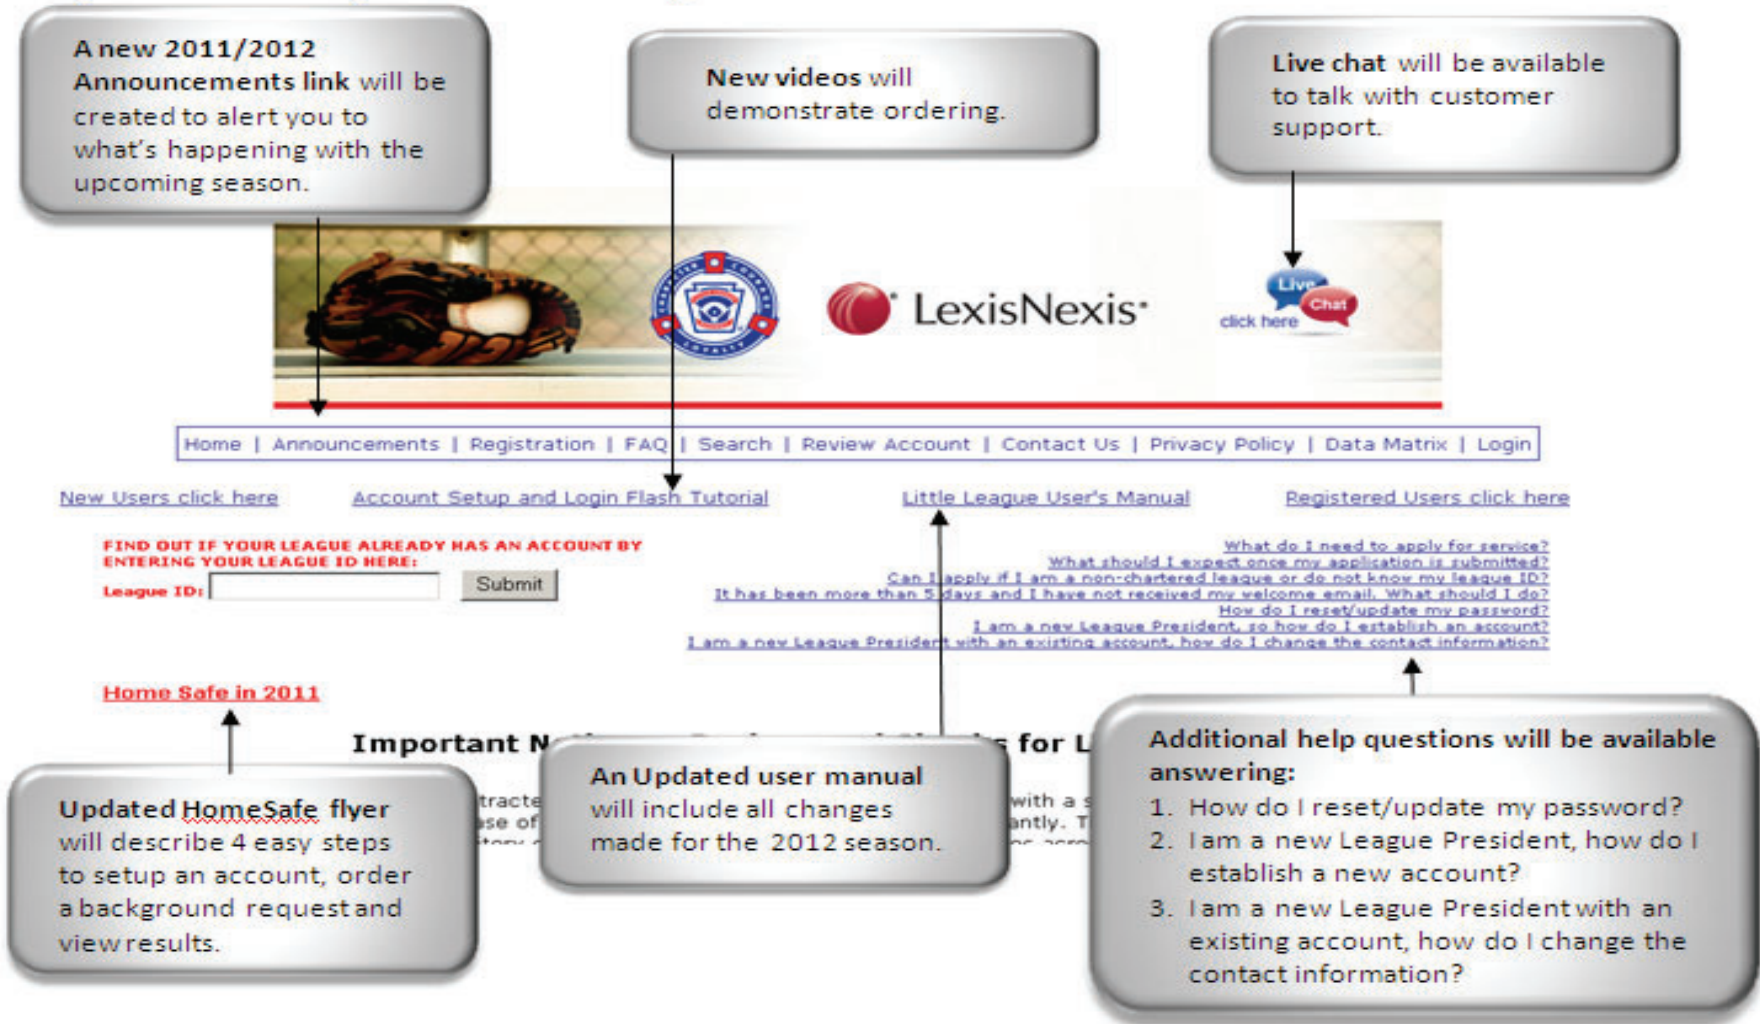 A new 2011/2012
Announcements link will be
created to alert you to
what's happening with the
upcoming season.
New videos will
demonstrate ordering.
Live chat will be available
to talk with customer
support.
CHARACTER COURAGE
LOYALTY
LexisNexis
Live
Chat
click here
Home | Announcements | Registration | FAQ | Search | Review Account | Contact Us | Privacy Policy | Data Matrix | Login
New Users click here
Account Setup and Login Flash Tutorial
Little League User's Manual
Registered Users click here
FIND OUT IF YOUR LEAGUE ALREADY HAS AN ACCOUNT BY
ENTERING YOUR LEAGUE ID HERE:
League ID:
Submit
What do I need to apply for service?
What should I expect once my application is submitted?
Can I apply if I am a non-chartered league or do not know my league ID?
It has been more than 5 days and I have not received my welcome email. What should I do?
How do I reset/update my password?
I am a new League President, so how do I establish an account?
I am a new League President with an existing account, how do I change the contact information?
Home Safe in 2011
Important
for
Updated HomeSafe flyer
will describe 4 easy steps
to setup an account, order
a background request and
view results.
An Updated user manual
will include all changes
made for the 2012 season.
with a
Additional help questions will be available
answering:
1. How do I reset/update my password?
2. I am a new League President, how do I
establish a new account?
3. I am a new League President with an
existing account, how do I change the
contact information?